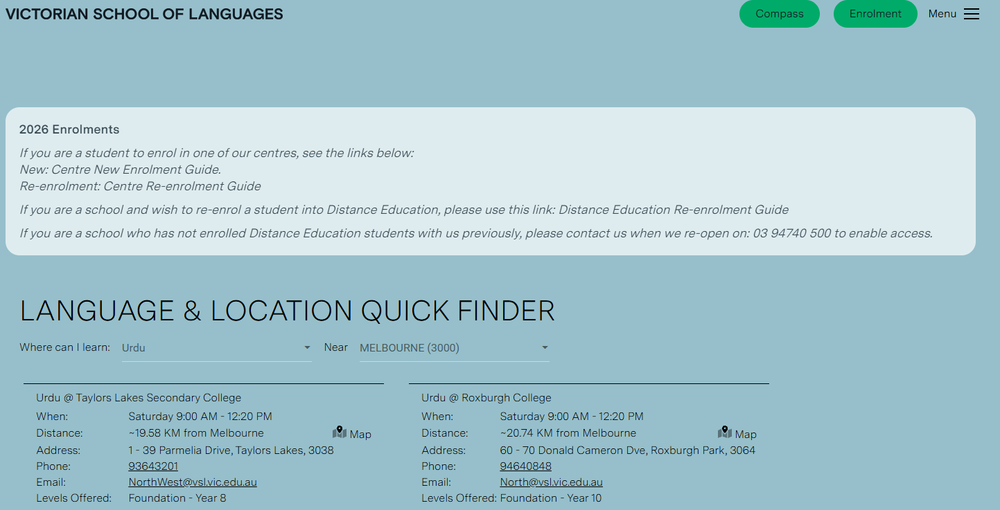 VICTORIAN SCHOOL OF LANGUAGES
Compass
Enrolment
Menu
2026 Enrolments
If you are a student to enrol in one of our centres, see the links below:
New: Centre New Enrolment Guide.
Re-enrolment: Centre Re-enrolment Guide
If you are a school and wish to re-enrol a student into Distance Education, please use this link: Distance Education Re-enrolment Guide
If you are a school who has not enrolled Distance Education students with us previously, please contact us when we re-open on: 03 94740 500 to enable access.
LANGUAGE & LOCATION QUICK FINDER
Where can I learn: Urdu Near MELBOURNE (3000)
Urdu @ Taylors Lakes Secondary College
When: Saturday 9:00 AM - 12:20 PM
Distance: ~19.58 KM from Melbourne Map
Address: 1 - 39 Parmelia Drive, Taylors Lakes, 3038
Phone: 93643201
Email: NorthWest@vsl.vic.edu.au
Levels Offered: Foundation - Year 8
Urdu @ Roxburgh College
When: Saturday 9:00 AM - 12:20 PM
Distance: ~20.74 KM from Melbourne Map
Address: 60 - 70 Donald Cameron Dve, Roxburgh Park, 3064
Phone: 94640848
Email: North@vsl.vic.edu.au
Levels Offered: Foundation - Year 10